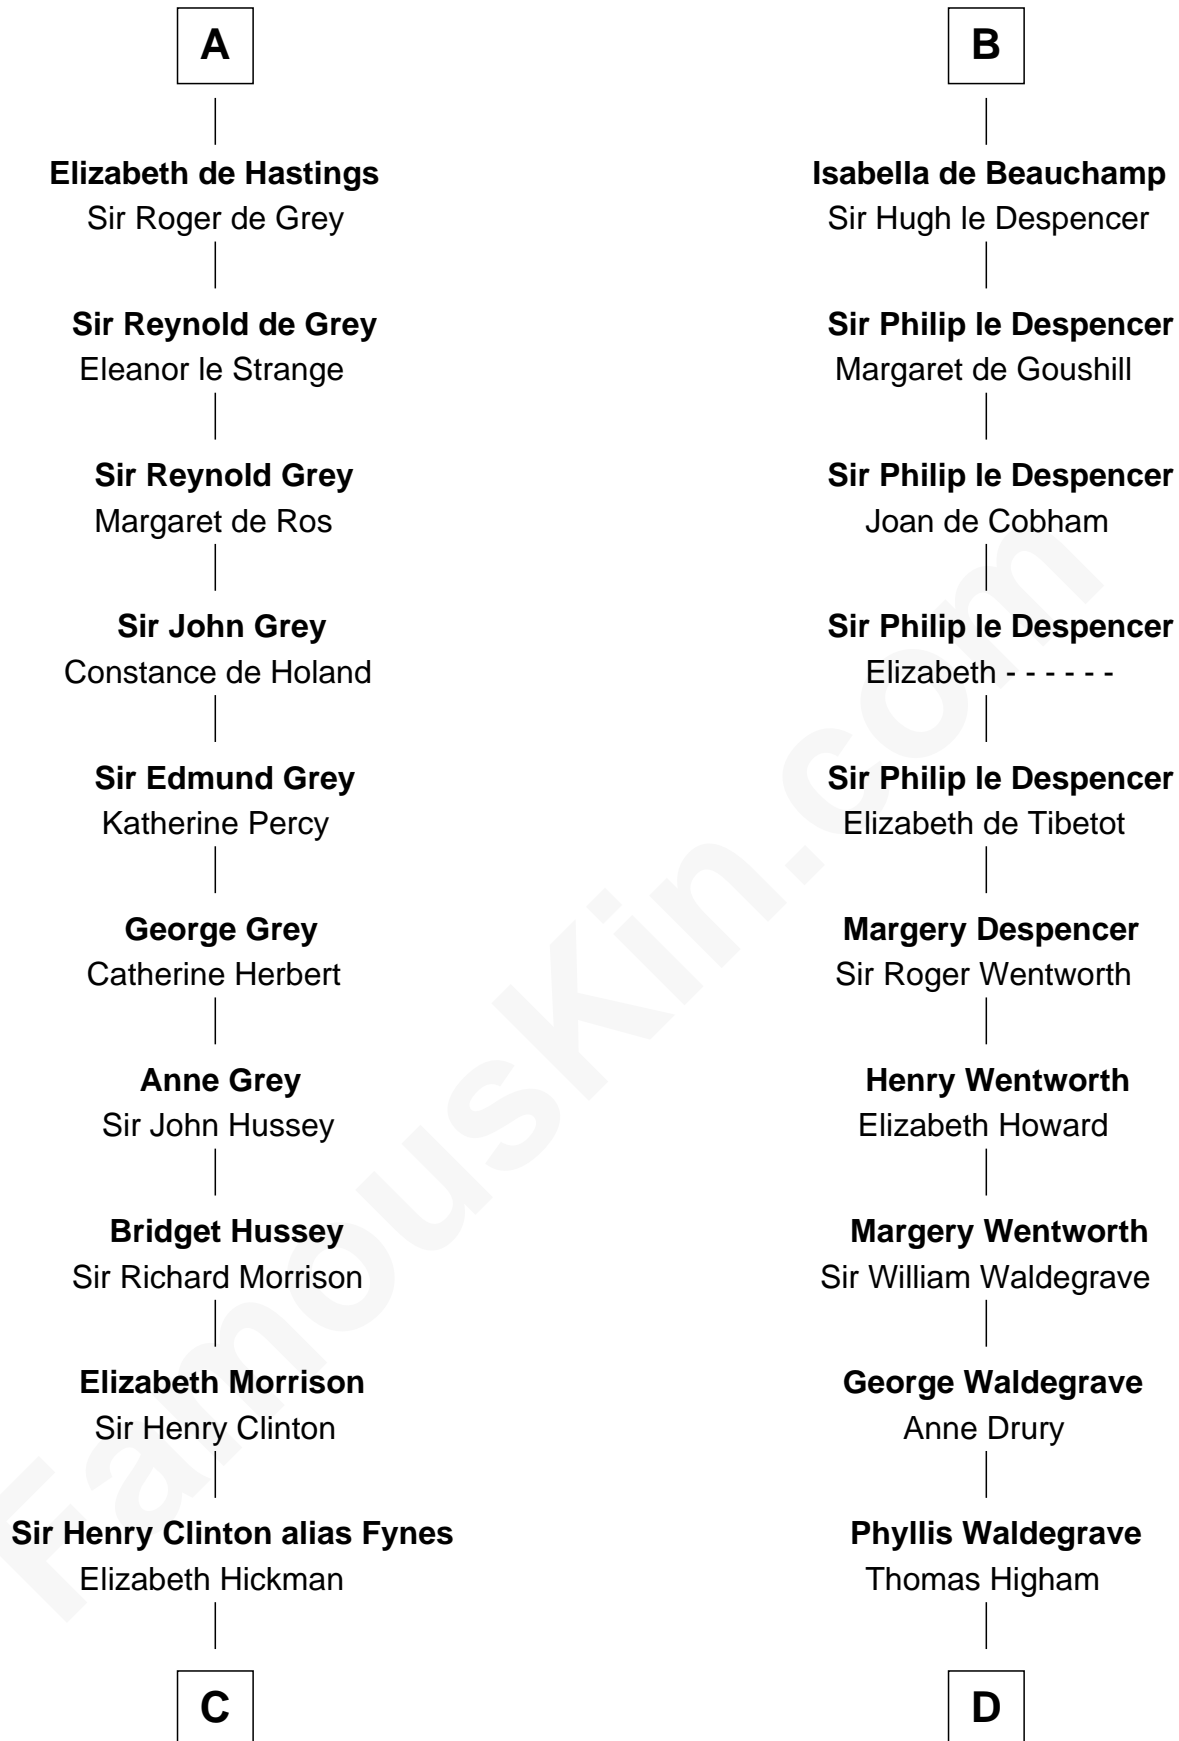 A
Elizabeth de Hastings
Sir Roger de Grey
Sir Reynold de Grey
Eleanor le Strange
Sir Reynold Grey
Margaret de Ros
Sir John Grey
Constance de Holand
Sir Edmund Grey
Katherine Percy
George Grey
Catherine Herbert
Anne Grey
Sir John Hussey
Bridget Hussey
Sir Richard Morrison
Elizabeth Morrison
Sir Henry Clinton
Sir Henry Clinton alias Fynes
Elizabeth Hickman
C
B
Isabella de Beauchamp
Sir Hugh le Despencer
Sir Philip le Despencer
Margaret de Goushill
Sir Philip le Despencer
Joan de Cobham
Sir Philip le Despencer
Elizabeth - - - - - -
Sir Philip le Despencer
Elizabeth de Tibetot
Margery Despencer
Sir Roger Wentworth
Henry Wentworth
Elizabeth Howard
Margery Wentworth
Sir William Waldegrave
George Waldegrave
Anne Drury
Phyllis Waldegrave
Thomas Higham
D
FamousKin.com